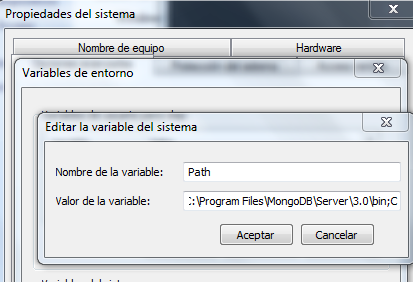 Propiedades del sistema
Nombre de equipo
Hardware
Variables de entorno
Editar la variable del sistema
Nombre de la variable:
Path
Valor de la variable:
:\Program Files\MongoDB\Server\3.0\bin;C
Aceptar
Cancelar